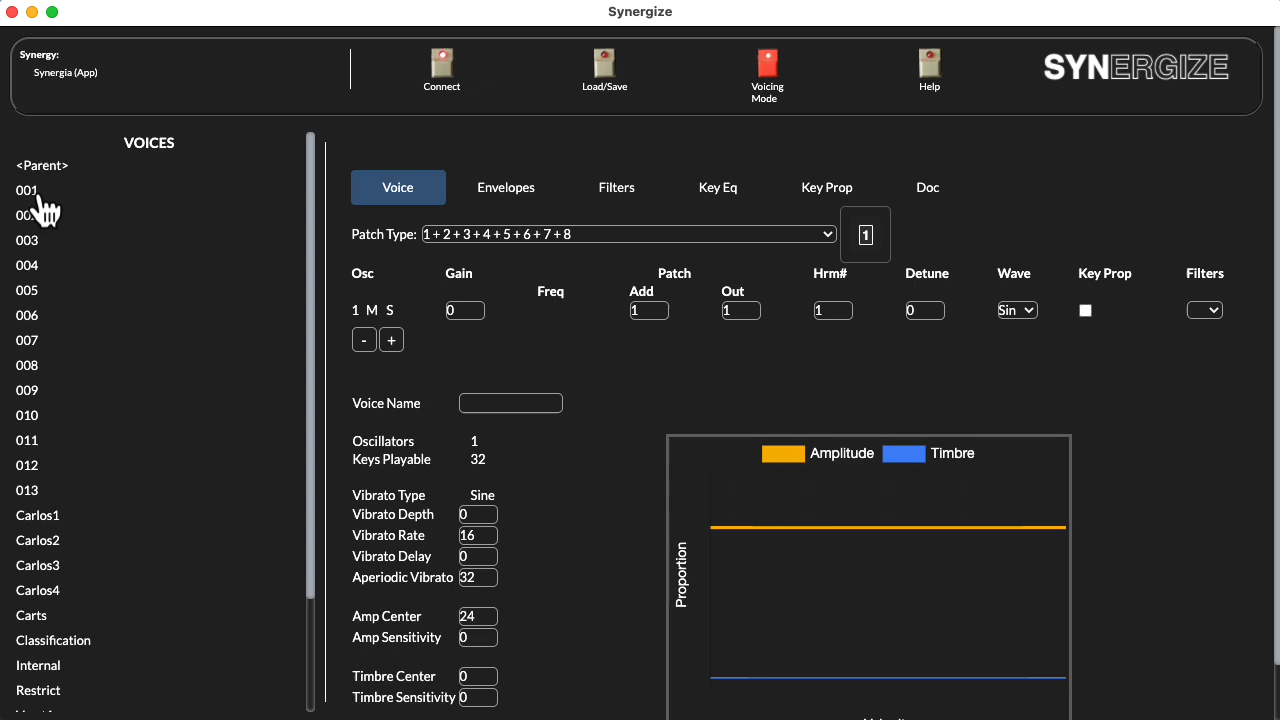 Synergize
Synergy:
Synergia (App)
Connect
Load/Save
Voicing
Mode
Help
SYNERGIZE
VOICES
<Parent>
001
003
004
005
006
007
008
009
010
011
012
013
Carlos1
Carlos2
Carlos3
Carlos4
Carts
Classification
Internal
Restrict
Voice Envelopes Filters Key Eq Key Prop Doc
Patch Type: 1 + 2 + 3 + 4 + 5 + 6 + 7 + 8 1
Osc Gain Patch Hrm# Detune Wave Key Prop Filters
Freq Add Out
1 M S 0 1 1 1 0 Sin
- +
Voice Name
Oscillators 1
Keys Playable 32
Vibrato Type Sine
Vibrato Depth 0
Vibrato Rate 16
Vibrato Delay 0
Aperiodic Vibrato 32
Amp Center 24
Amp Sensitivity 0
Timbre Center 0
Timbre Sensitivity 0
Amplitude Timbre
Proportion